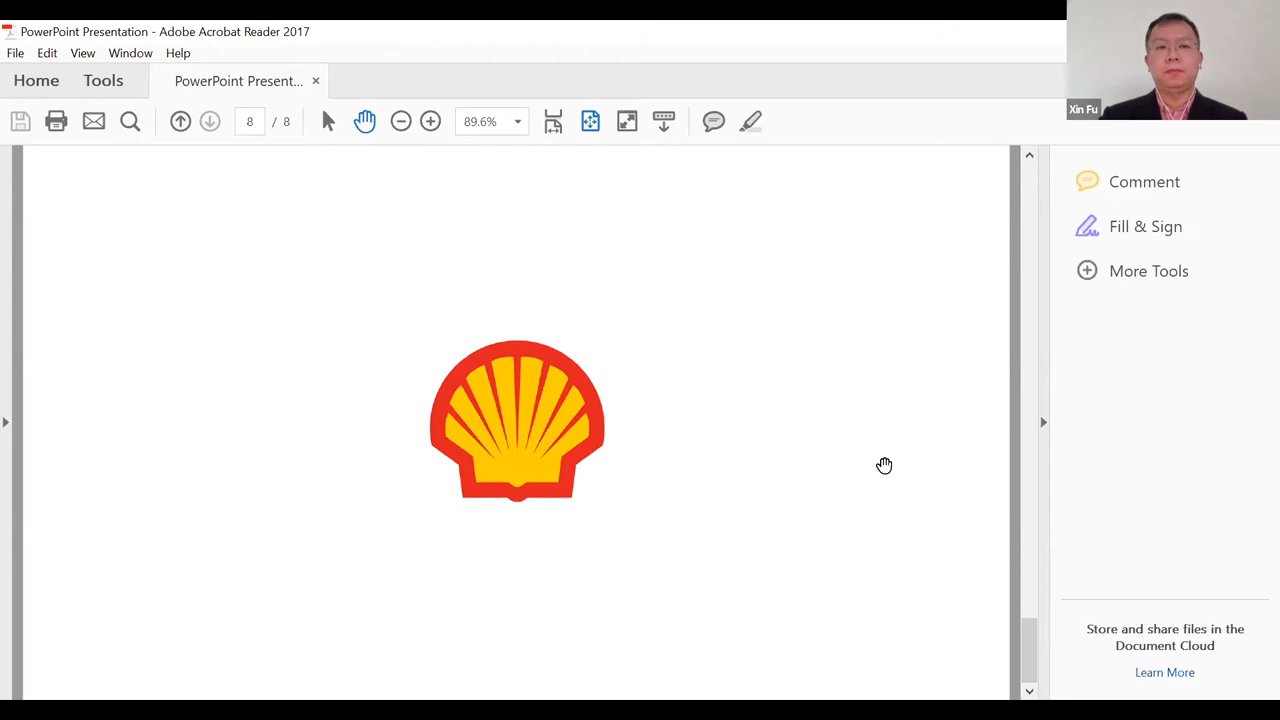 PowerPoint Presentation - Adobe Acrobat Reader 2017
File Edit View Window Help
Home Tools PowerPoint Present... ×
8 / 8 89.6%
Xin Fu
Comment
Fill & Sign
More Tools
Store and share files in the
Document Cloud
Learn More